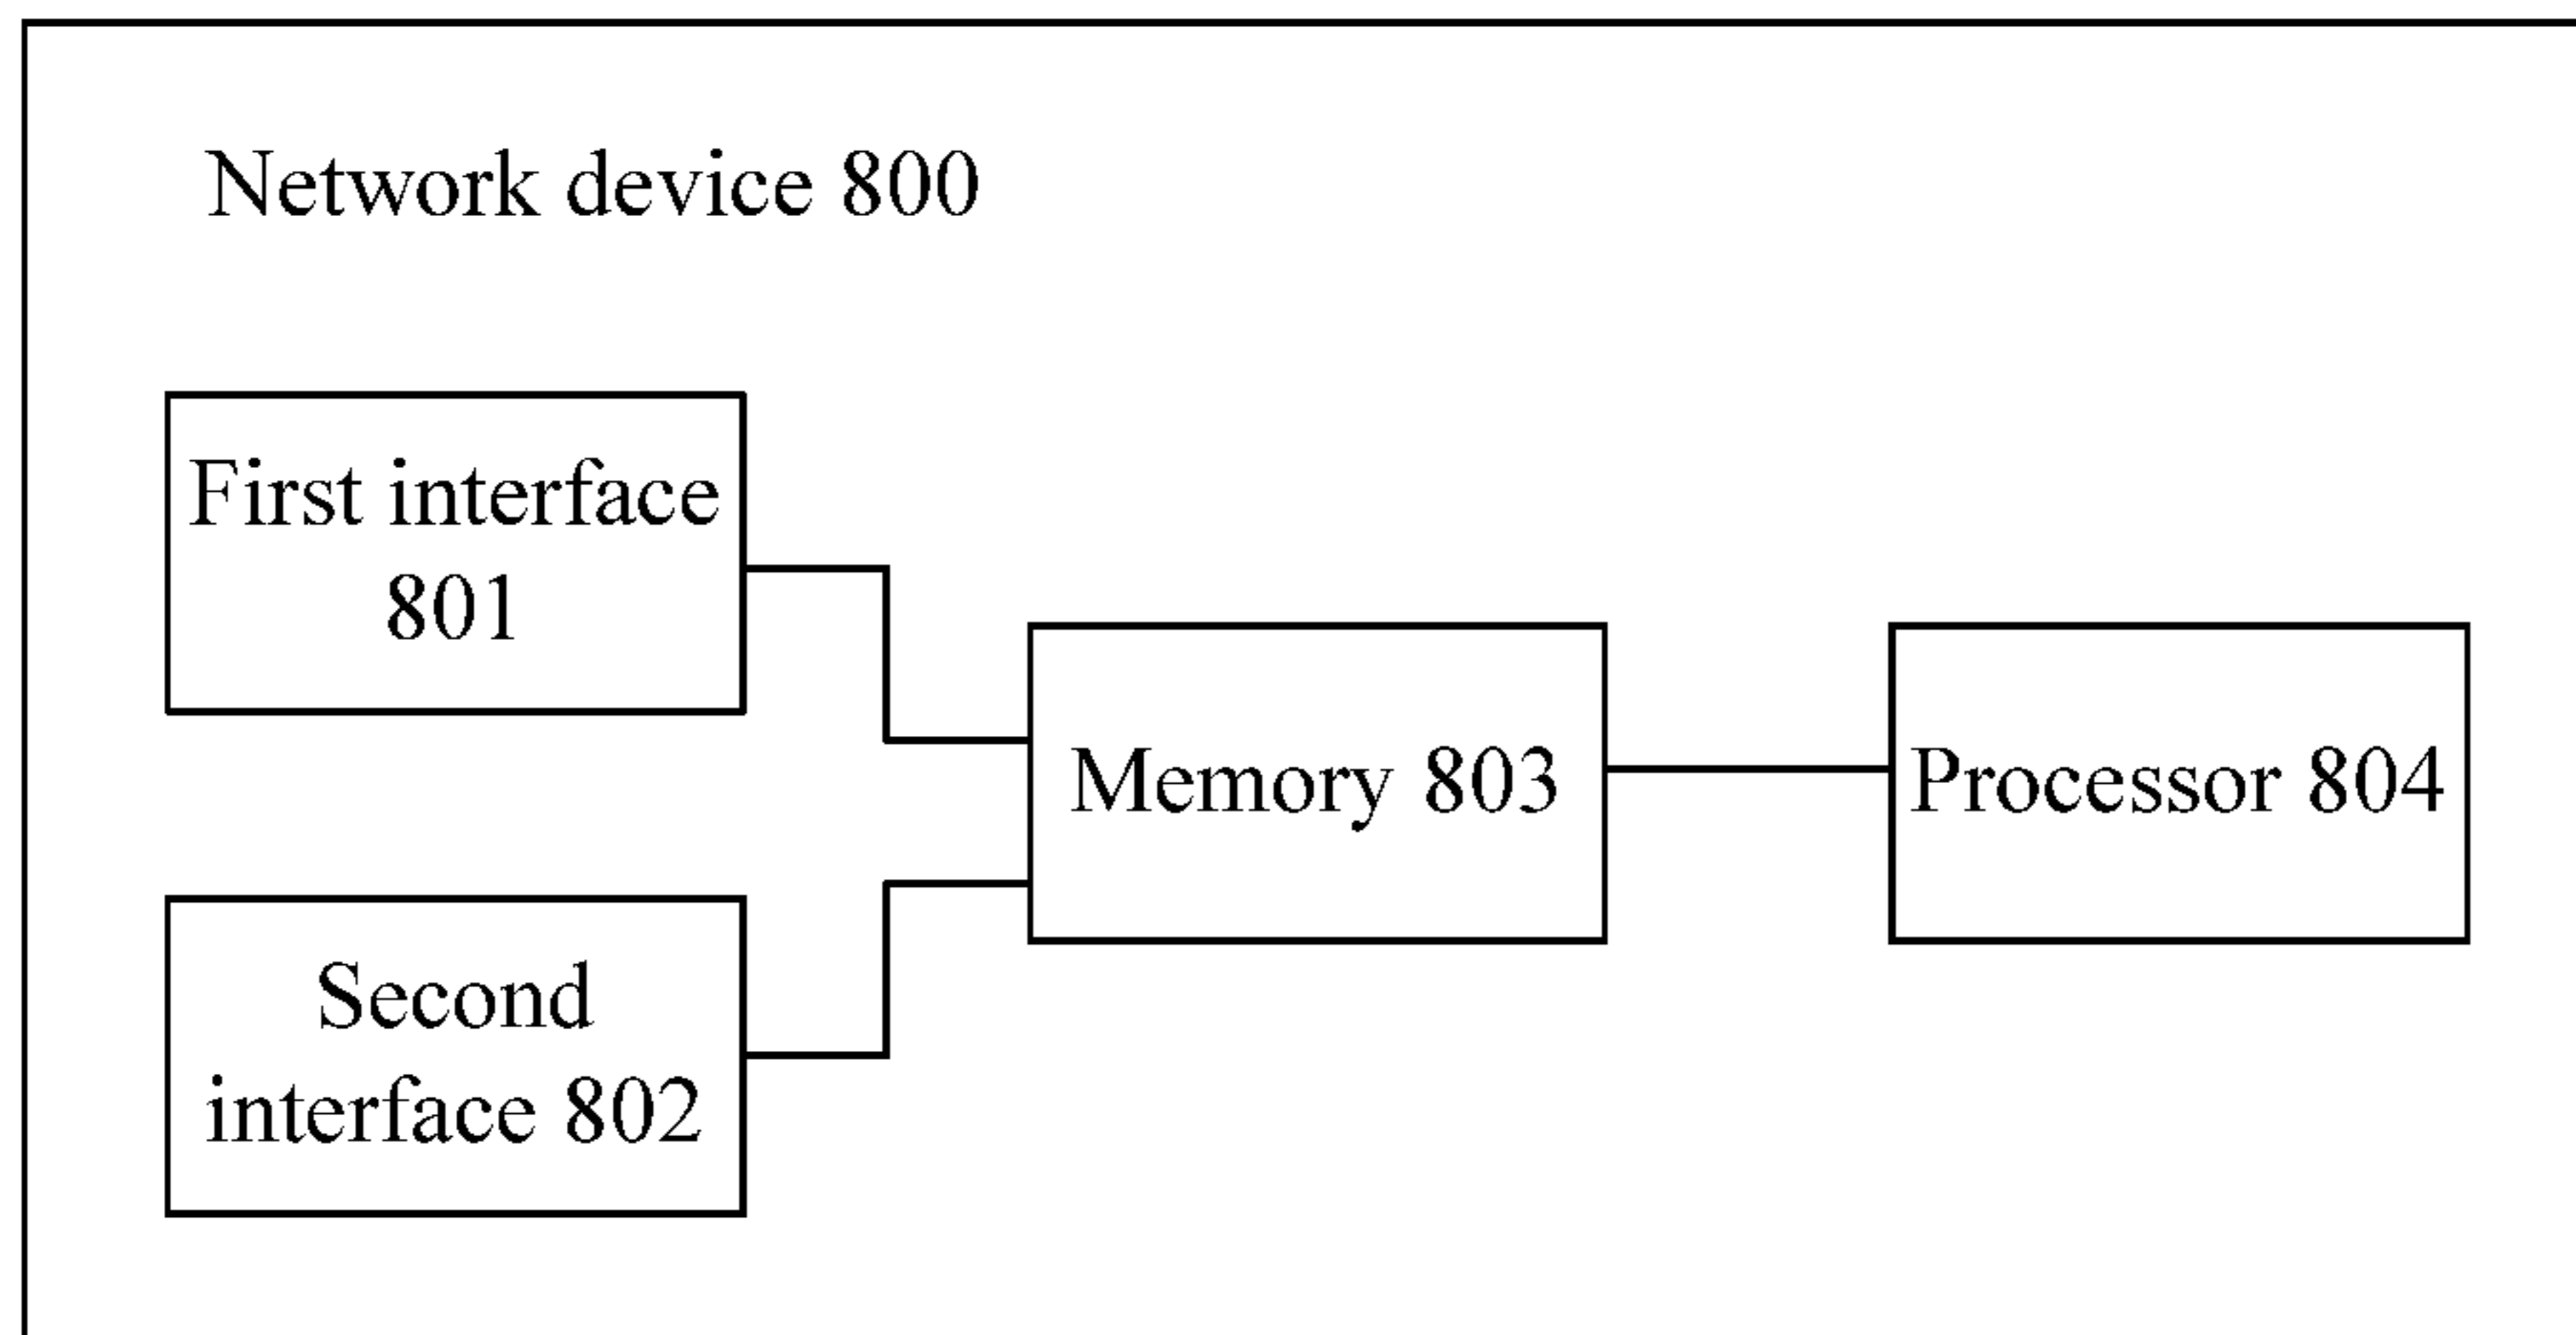 Network device 800
First interface
801
Second
interface 802
Memory 803
Processor 804